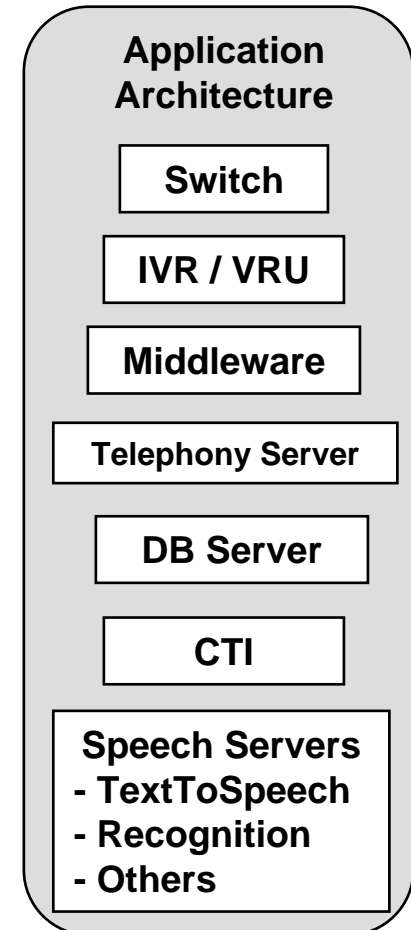 Application
Architecture
Switch
IVR / VRU
Middleware
Telephony Server
DB Server
CTI
Speech Servers
- TextToSpeech
- Recognition
- Others